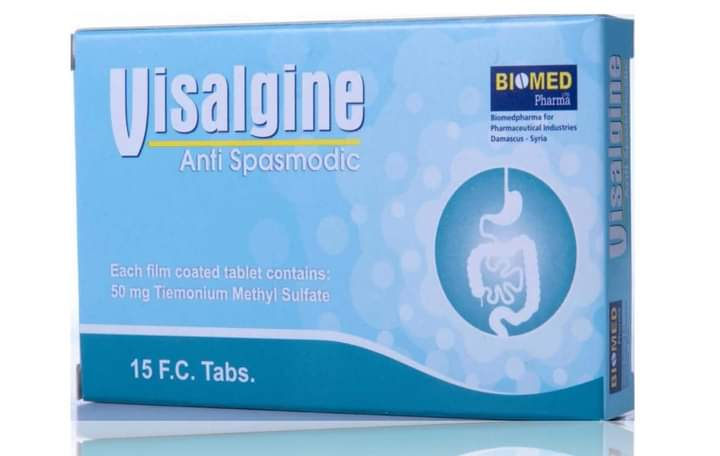 Visalgine
Anti Spasmodic
BIOMED
Pharma
Biomedpharma for
Pharmaceutical Industries
Damascus - Syria
Each film coated tablet contains:
50 mg Tiemonium Methyl Sulfate
15 F.C. Tabs.
Visalgine
BIOMED
Pharma